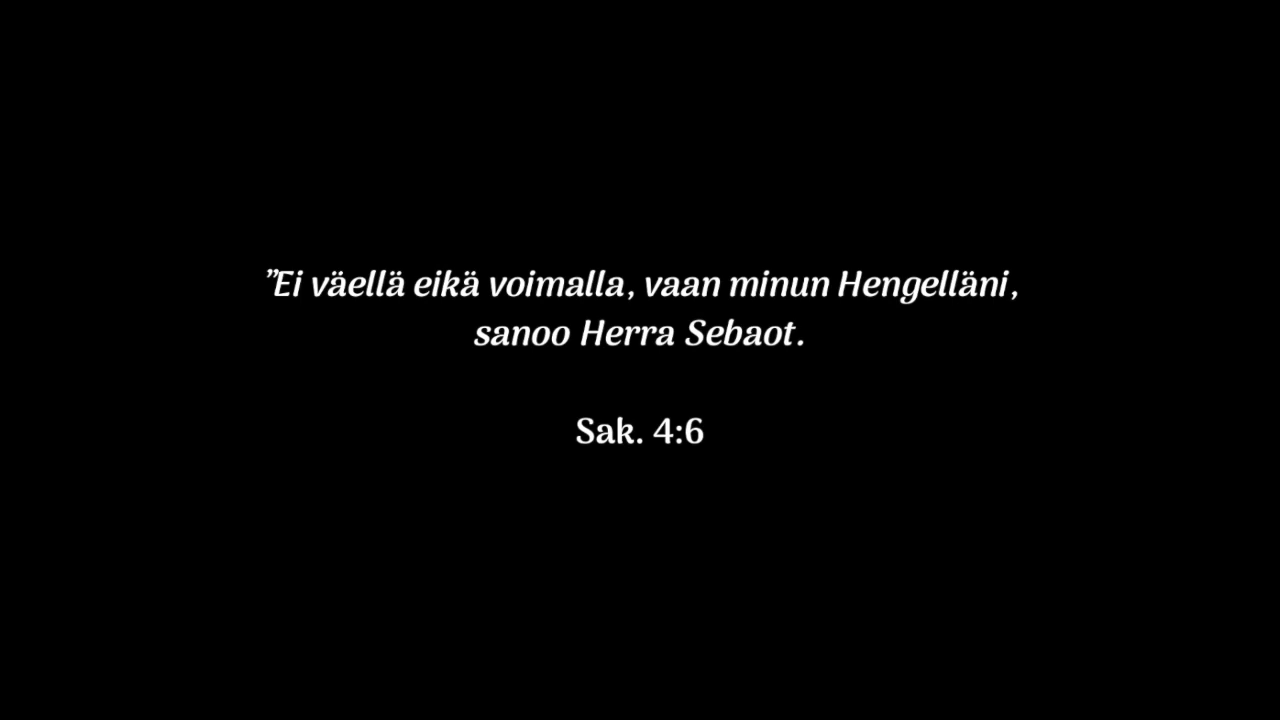 ”Ei väellä eikä voimalla, vaan minun Hengelläni,
sanoo Herra Sebaot.
Sak. 4:6